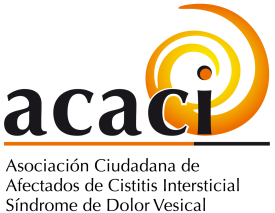 acaci
Asociación Ciudadana de
Afectados de Cistitis Intersticial
Síndrome de Dolor Vesical